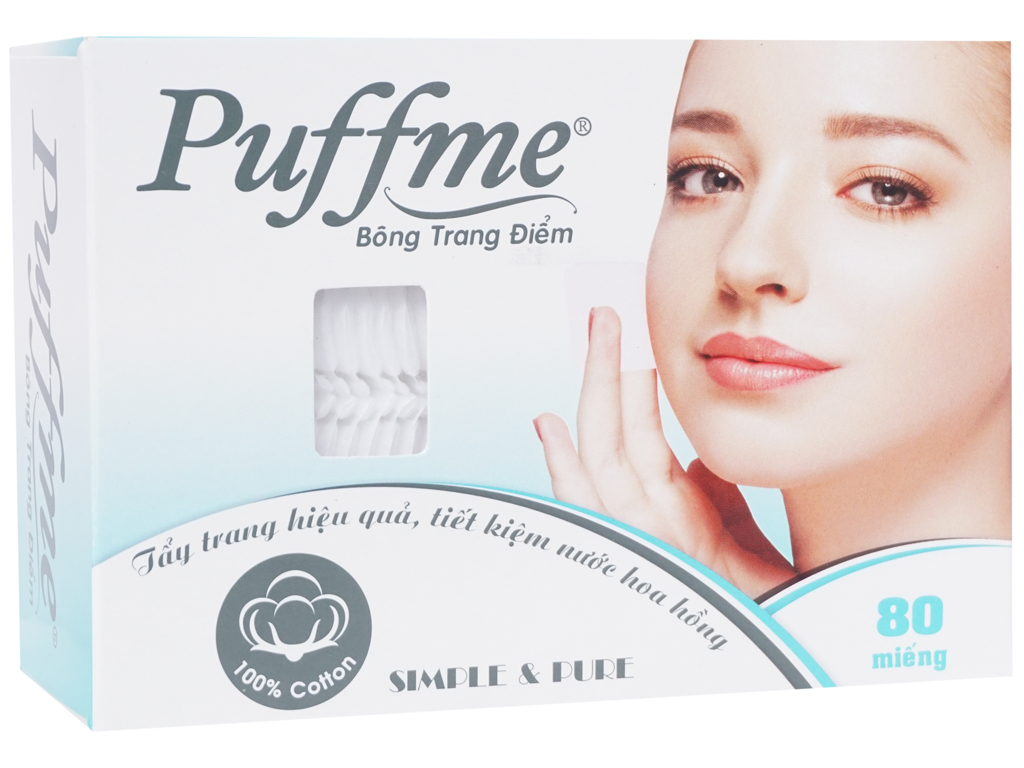 Puffme®
Bông Trang Điểm
Puffme®
Bông Trang Điểm
Tẩy trang hiệu quả, tiết kiệm nước hoa hồng
100% Cotton
SIMPLE & PURE
80
miếng